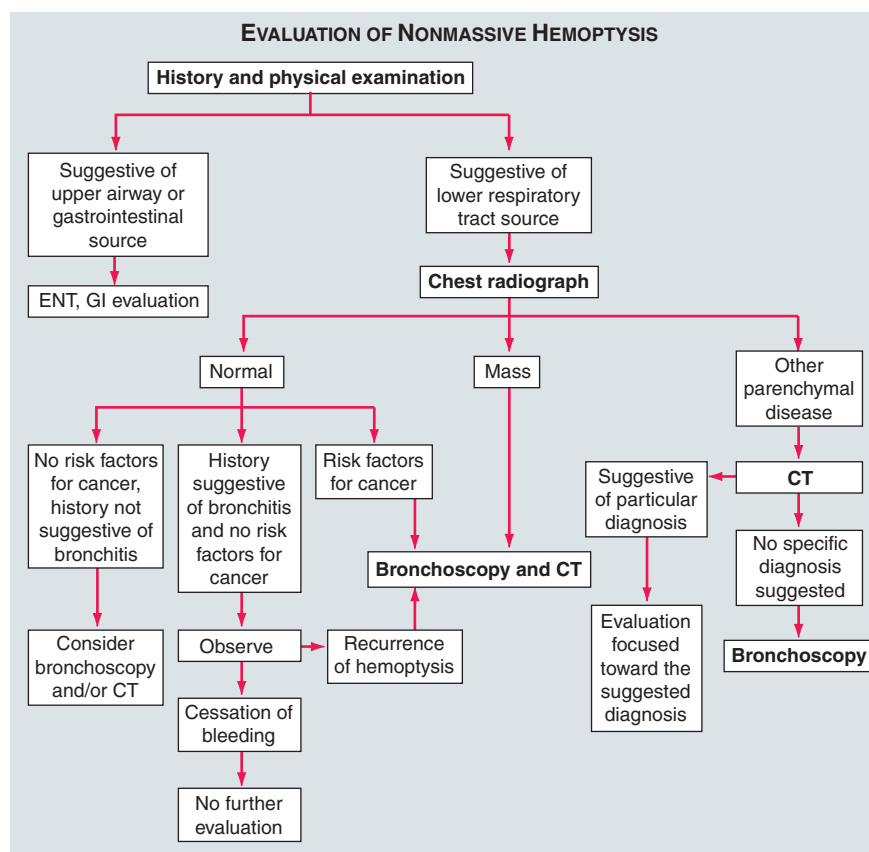 EVALUATION OF NONMASSIVE HEMOPTYSIS
History and physical examination
Suggestive of
upper airway or
gastrointestinal
source
Suggestive of
lower respiratory
tract source
ENT, GI evaluation
Chest radiograph
Normal
Mass
Other
parenchymal
disease
No risk factors
for cancer,
history not
suggestive of
bronchitis
History
suggestive
of bronchitis
and no risk
factors for
cancer
Risk factors
for cancer
Suggestive
of particular
diagnosis
CT
No specific
diagnosis
suggested
Bronchoscopy and CT
Consider
bronchoscopy
and/or CT
Observe
Recurrence
of hemoptysis
Evaluation
focused
toward the
suggested
diagnosis
Bronchoscopy
Cessation of
bleeding
No further
evaluation